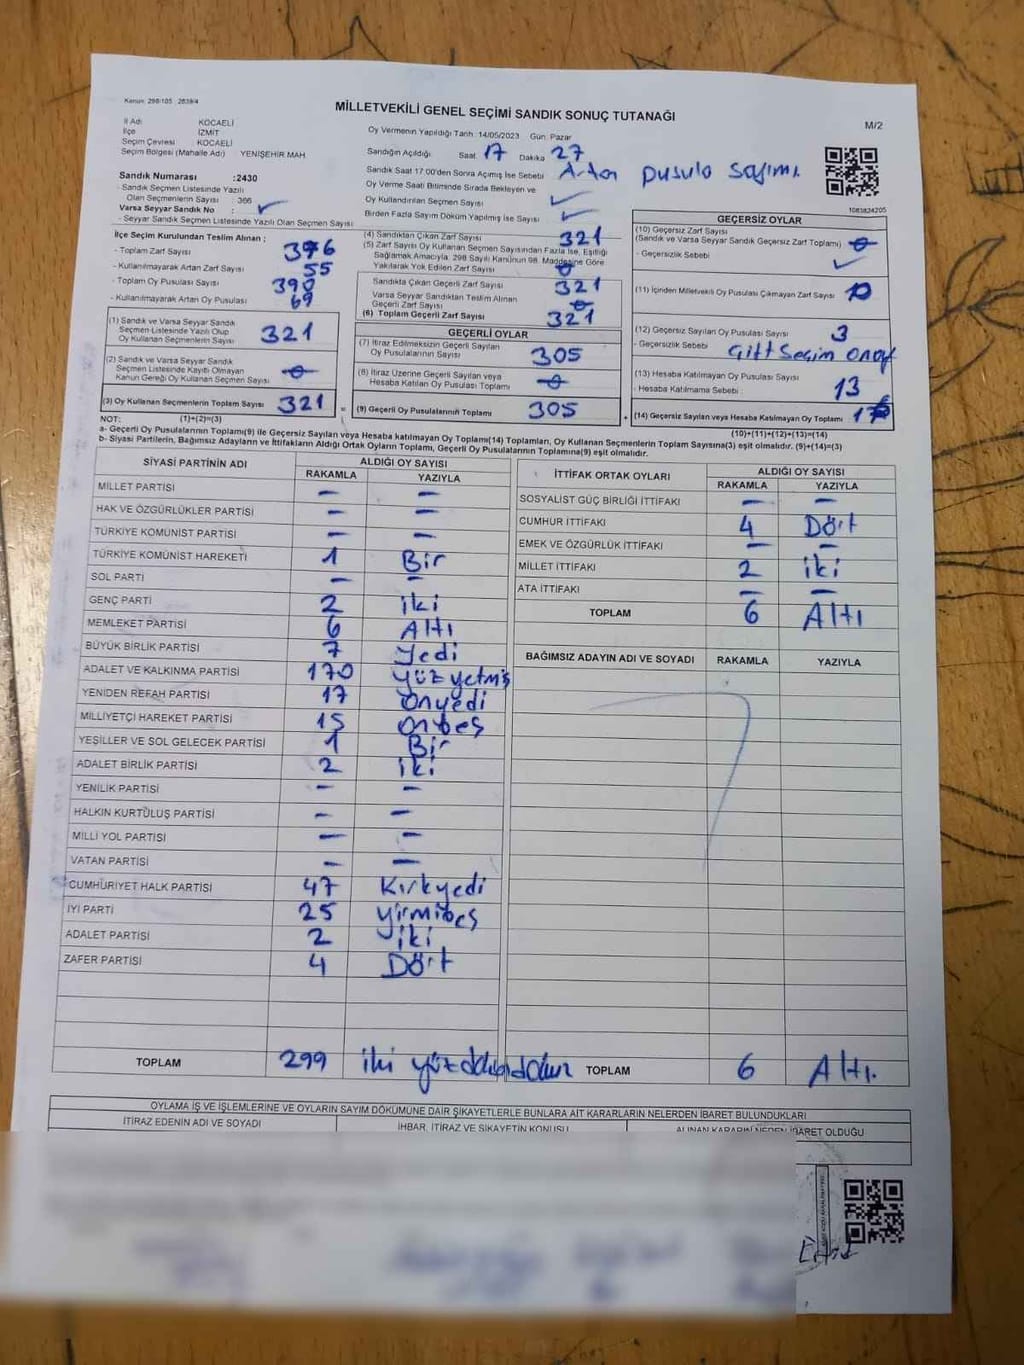 Kanun: 298/105 2839/4
MİLLETVEKİLİ GENEL SEÇİMİ SANDIK SONUÇ TUTANAĞI
M/2
İl Adı KOCAELİ
İlçe İZMİT
Seçim Çevresi KOCAELİ
Seçim Bölgesi (Mahalle Adı) YENİŞEHİR MAH
Oy Vermenin Yapıldığı Tarih: 14/05/2023 Gün: Pazar
Sandığın Açıldığı Saat 17 Dakika 27
Sandık Saat 17:00'den Sonra Açımış İse Sebebi Artan pusula sayımı.
Oy Verme Saati Bitiminde Sırada Bekleyen ve
Oy Kullandırılan Seçmen Sayısı
Birden Fazla Sayım Döküm Yapılmış İse Sayısı
1083824205
Sandık Numarası :2430
- Sandık Seçmen Listesinde Yazılı
Olan Seçmenlerin Sayısı 366
Varsa Seyyar Sandık No :
- Seyyar Sandık Seçmen Listesinde Yazılı Olan Seçmen Sayısı
İlçe Seçim Kurulundan Teslim Alınan ;
- Toplam Zarf Sayısı 376
- Kullanılmayarak Artan Zarf Sayısı 55
- Toplam Oy Pusulası Sayısı 390
- Kullanılmayarak Artan Oy Pusulası 69
(1) Sandık ve Varsa Seyyar Sandık
Seçmen Listesinde Yazılı Olup
Oy Kullanan Seçmenlerin Sayısı 321
(2) Sandık ve Varsa Seyyar Sandık
Seçmen Listesinde Kayıtlı Olmayan
Kanun Gereği Oy Kullanan Seçmen Sayısı 0
(3) Oy Kullanan Seçmenlerin Toplam Sayısı 321
(4) Sandıktan Çıkan Zarf Sayısı 321
(5) Zarf Sayısı Oy Kullanan Seçmen Sayısından Fazla İse, Eşitliği
Sağlamak Amacıyla, 298 Sayılı Kanunun 98. Maddesine Göre
Yakılarak Yok Edilen Zarf Sayısı 0
Sandıkta Çıkan Geçerli Zarf Sayısı 321
Varsa Seyyar Sandıktan Teslim Alınan
Geçerli Zarf Sayısı 0
(6) Toplam Geçerli Zarf Sayısı 321
GEÇERLİ OYLAR
(7) İtiraz Edilmeksizin Geçerli Sayılan
Oy Pusulalarının Sayısı 305
(8) İtiraz Üzerine Geçerli Sayılan veya
Hesaba Katılan Oy Pusulası Toplamı 0
= (9) Geçerli Oy Pusulalarının Toplamı 305 +
GEÇERSİZ OYLAR
(10) Geçersiz Zarf Sayısı
(Sandık ve Varsa Seyyar Sandık Geçersiz Zarf Toplamı) 0
- Geçersizlik Sebebi
(11) İçinden Milletvekili Oy Pusulası Çıkmayan Zarf Sayısı
(12) Geçersiz Sayılan Oy Pusulası Sayısı 3
- Geçersizlik Sebebi Çift Seçim Onay
(13) Hesaba Katılmayan Oy Pusulası Sayısı
- Hesaba Katılmama Sebebi 13
(14) Geçersiz Sayılan veya Hesaba Katılmayan Oy Toplamı
NOT: (1)+(2)=(3)
(10)+(11)+(12)+(13)=(14)
a- Geçerli Oy Pusulalarının Toplamı(9) ile Geçersiz Sayılan veya Hesaba katılmayan Oy Toplamı(14) Toplamları, Oy Kullanan Seçmenlerin Toplam Sayısına(3) eşit olmalıdır. (9)+(14)=(3)
b- Siyasi Partilerin, Bağımsız Adayların ve İttifakların Aldığı Ortak Oyların Toplamı, Geçerli Oy Pusulalarının Toplamına(9) eşit olmalıdır.
SİYASİ PARTİNİN ADI ALDIĞI OY SAYISI
RAKAMLA YAZIYLA
MİLLET PARTİSİ – –
HAK VE ÖZGÜRLÜKLER PARTİSİ – –
TÜRKİYE KOMÜNİST PARTİSİ – –
TÜRKİYE KOMÜNİST HAREKETİ 1 Bir
SOL PARTİ – –
GENÇ PARTİ 2 iki
MEMLEKET PARTİSİ 6 Altı
BÜYÜK BİRLİK PARTİSİ 7 Yedi
ADALET VE KALKINMA PARTİSİ 170 yüzyetmiş
YENİDEN REFAH PARTİSİ 17 onyedi
MİLLİYETÇİ HAREKET PARTİSİ 15 onbeş
YEŞİLLER VE SOL GELECEK PARTİSİ 1 Bir
ADALET BİRLİK PARTİSİ 2 iki
YENİLİK PARTİSİ – –
HALKIN KURTULUŞ PARTİSİ – –
MİLLİ YOL PARTİSİ – –
VATAN PARTİSİ – –
CUMHURİYET HALK PARTİSİ 47 Kırkyedi
İYİ PARTİ 25 yirmibeş
ADALET PARTİSİ 2 iki
ZAFER PARTİSİ 4 Dört
TOPLAM 299 iki yüz
İTTİFAK ORTAK OYLARI ALDIĞI OY SAYISI
RAKAMLA YAZIYLA
SOSYALİST GÜÇ BİRLİĞİ İTTİFAKI – –
CUMHUR İTTİFAKI 4 Dört
EMEK VE ÖZGÜRLÜK İTTİFAKI – –
MİLLET İTTİFAKI 2 iki
ATA İTTİFAKI – –
TOPLAM 6 Altı
BAĞIMSIZ ADAYIN ADI VE SOYADI RAKAMLA YAZIYLA
TOPLAM 6 Altı.
OYLAMA İŞ VE İŞLEMLERİNE VE OYLARIN SAYIM DÖKÜMÜNE DAİR ŞİKAYETLERLE BUNLARA AİT KARARLARIN NELERDEN İBARET BULUNDUKLARI
İTİRAZ EDENİN ADI VE SOYADI
İHBAR, İTİRAZ VE ŞİKAYETİN KONUSU
ALINAN KARARIN NEDEN İBARET OLDUĞU